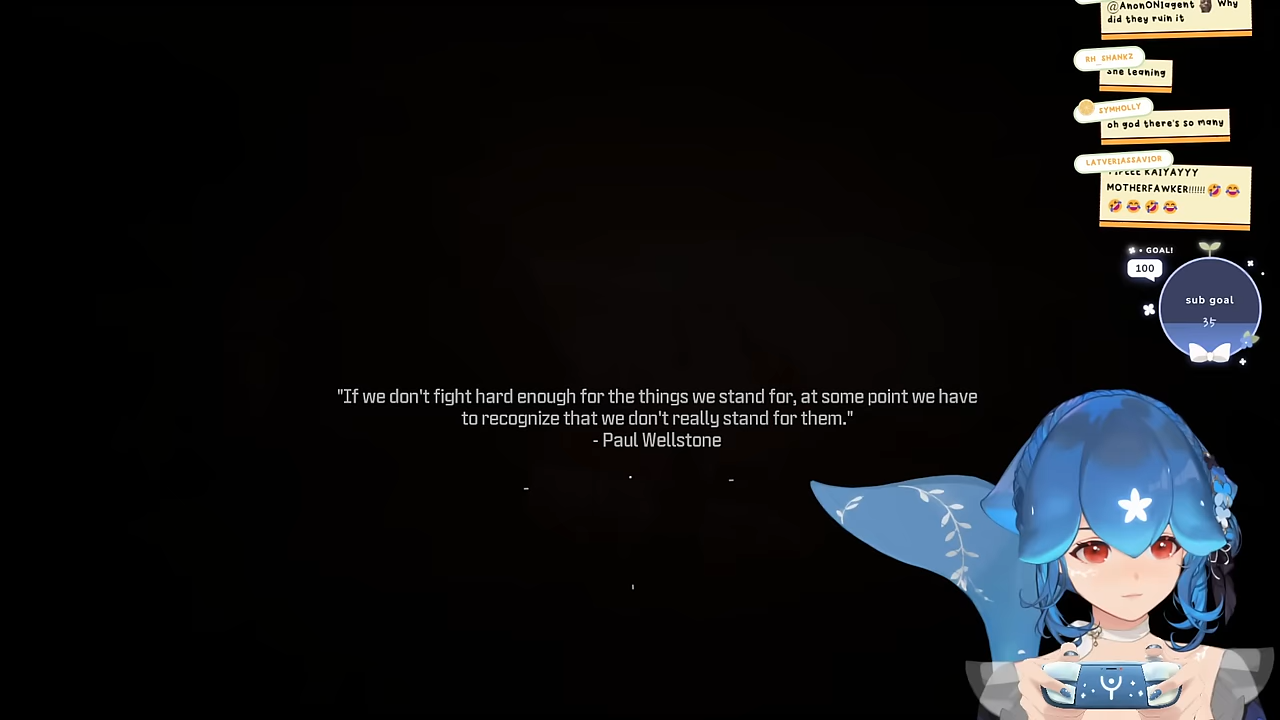 @AnonONIagent Why
did they ruin it
RH_SHANKZ
she leaning
SYMHOLLY
oh god there's so many
LATVERIASSAVIOR
KAIYAYYY
MOTHERFAWKER!!!!!!
• GOAL!
100
sub goal
35
"If we don't fight hard enough for the things we stand for, at some point we have
to recognize that we don't really stand for them."
- Paul Wellstone